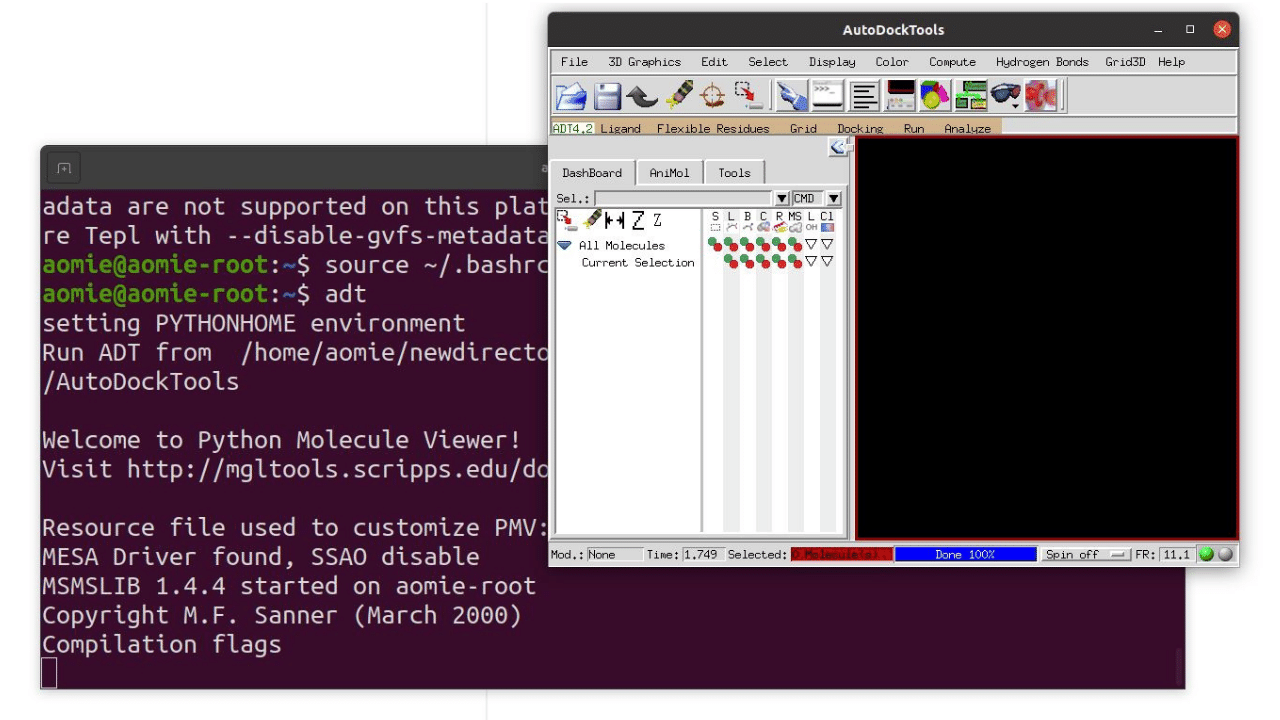 AutoDockTools
File 3D Graphics Edit Select Display Color Compute Hydrogen Bonds Grid3D Help
ADT4.2 Ligand Flexible Residues Grid Docking Run Analyze
DashBoard AniMol Tools
Sel.: CMD
S L B C R MS L Cl
All Molecules
Current Selection
Mod.: None Time: 1.749 Selected: 0 Molecule(s). Done 100% Spin off FR: 11.1
adata are not supported on this plat
re Tepl with --disable-gvfs-metadata
aomie@aomie-root:~$ source ~/.bashrc
aomie@aomie-root:~$ adt
setting PYTHONHOME environment
Run ADT from /home/aomie/newdirecto
/AutoDockTools
Welcome to Python Molecule Viewer!
Visit http://mgltools.scripps.edu/do
Resource file used to customize PMV:
MESA Driver found, SSAO disable
MSMSLIB 1.4.4 started on aomie-root
Copyright M.F. Sanner (March 2000)
Compilation flags